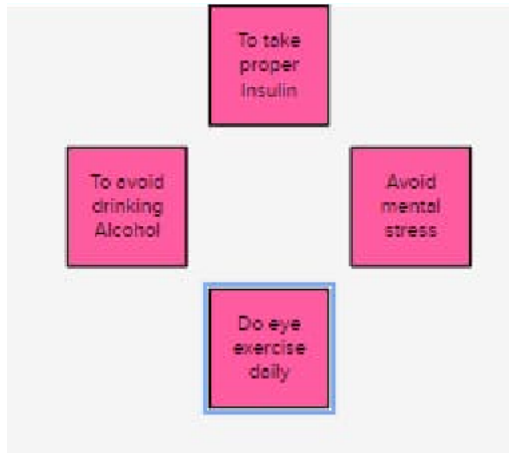 To take
proper
Insulin
To avoid
drinking
Alcohol
Avoid
mental
stress
Do eye
exercise
daily